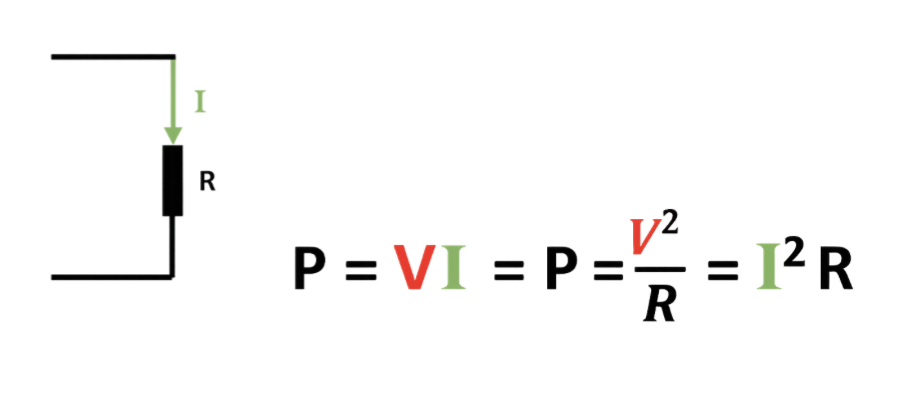 I
R
P = VI = P = V²/R = I² R